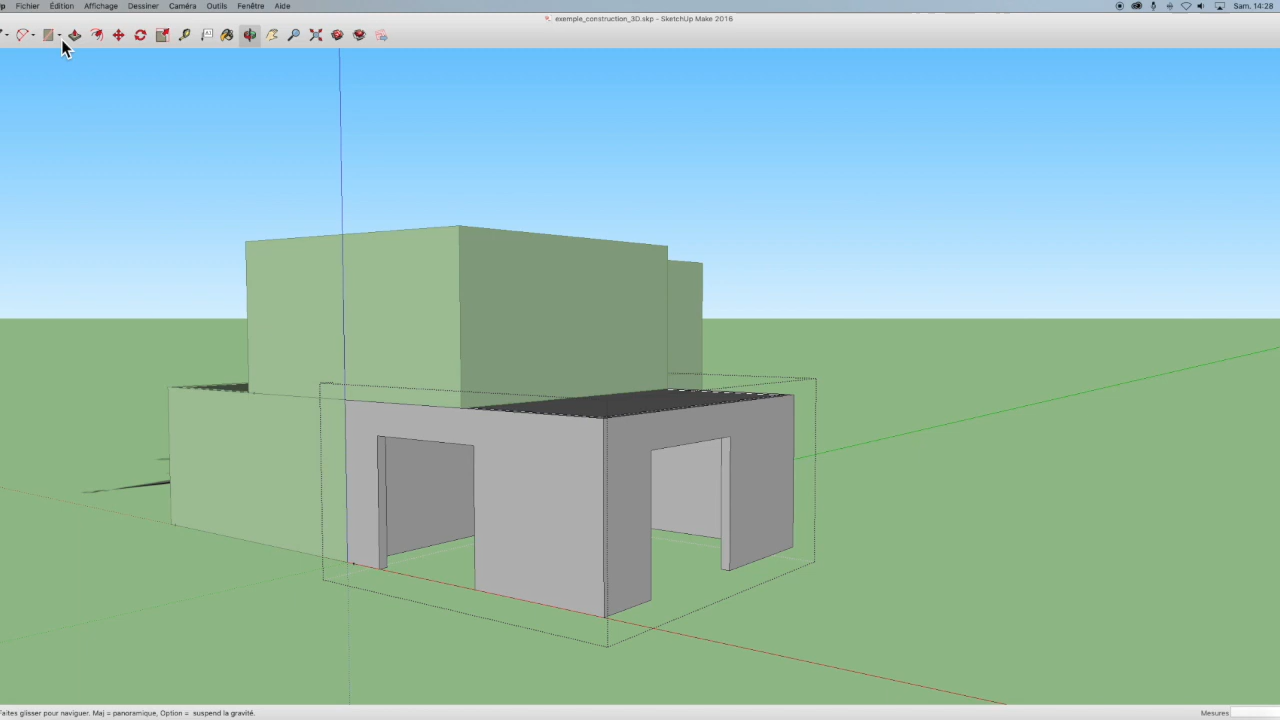 Fichier Édition Affichage Dessiner Caméra Outils Fenêtre Aide Sam. 14:28
exemple_construction_3D.skp - SketchUp Make 2016
Faites glisser pour naviguer. Maj = panoramique, Option = suspend la gravité. Mesures